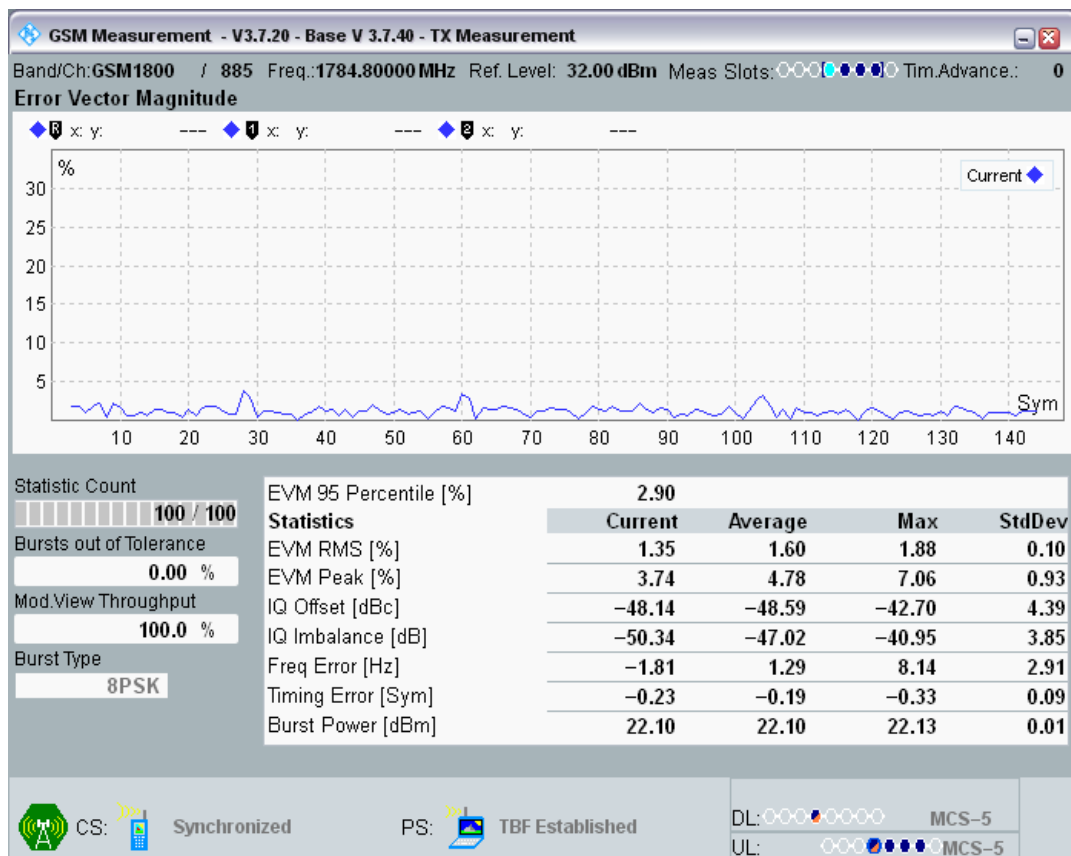 GSM Measurement - V3.7.20 - Base V 3.7.40 - TX Measurement
Band/Ch:GSM1800 / 885 Freq.:1784.80000 MHz Ref. Level: 32.00 dBm Meas Slots: Tim.Advance.: 0
Error Vector Magnitude
R x: y: --- 1 x: y: --- 2 x: y: ---
%
Current
30
25
20
15
10
5
Sym
10 20 30 40 50 60 70 80 90 100 110 120 130 140
Statistic Count
100 / 100
Bursts out of Tolerance
0.00 %
Mod.View Throughput
100.0 %
Burst Type
8PSK
EVM 95 Percentile [%] 2.90
Statistics Current Average Max StdDev
EVM RMS [%] 1.35 1.60 1.88 0.10
EVM Peak [%] 3.74 4.78 7.06 0.93
IQ Offset [dBc] −48.14 −48.59 −42.70 4.39
IQ Imbalance [dB] −50.34 −47.02 −40.95 3.85
Freq Error [Hz] −1.81 1.29 8.14 2.91
Timing Error [Sym] −0.23 −0.19 −0.33 0.09
Burst Power [dBm] 22.10 22.10 22.13 0.01
CS: Synchronized PS: TBF Established
DL: MCS−5
UL: MCS−5